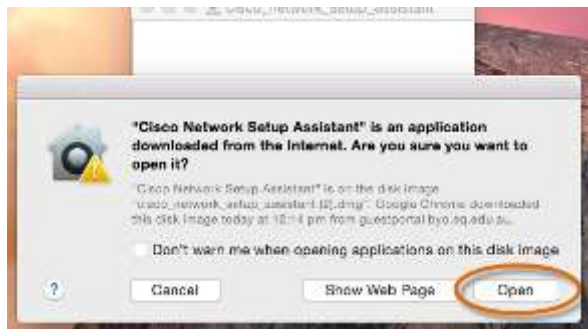 cisco_network_setup_assistant
"Cisco Network Setup Assistant" is an application
downloaded from the Internet. Are you sure you want to
open it?
"Cisco Network Setup Assistant" is on the disk image
"cisco_network_setup_assistant (2).dmg". Google Chrome downloaded
this disk image today at 12:14 pm from guestportal.byo.eq.edu.au.
Don't warn me when opening applications on this disk image
?
Cancel
Show Web Page
Open